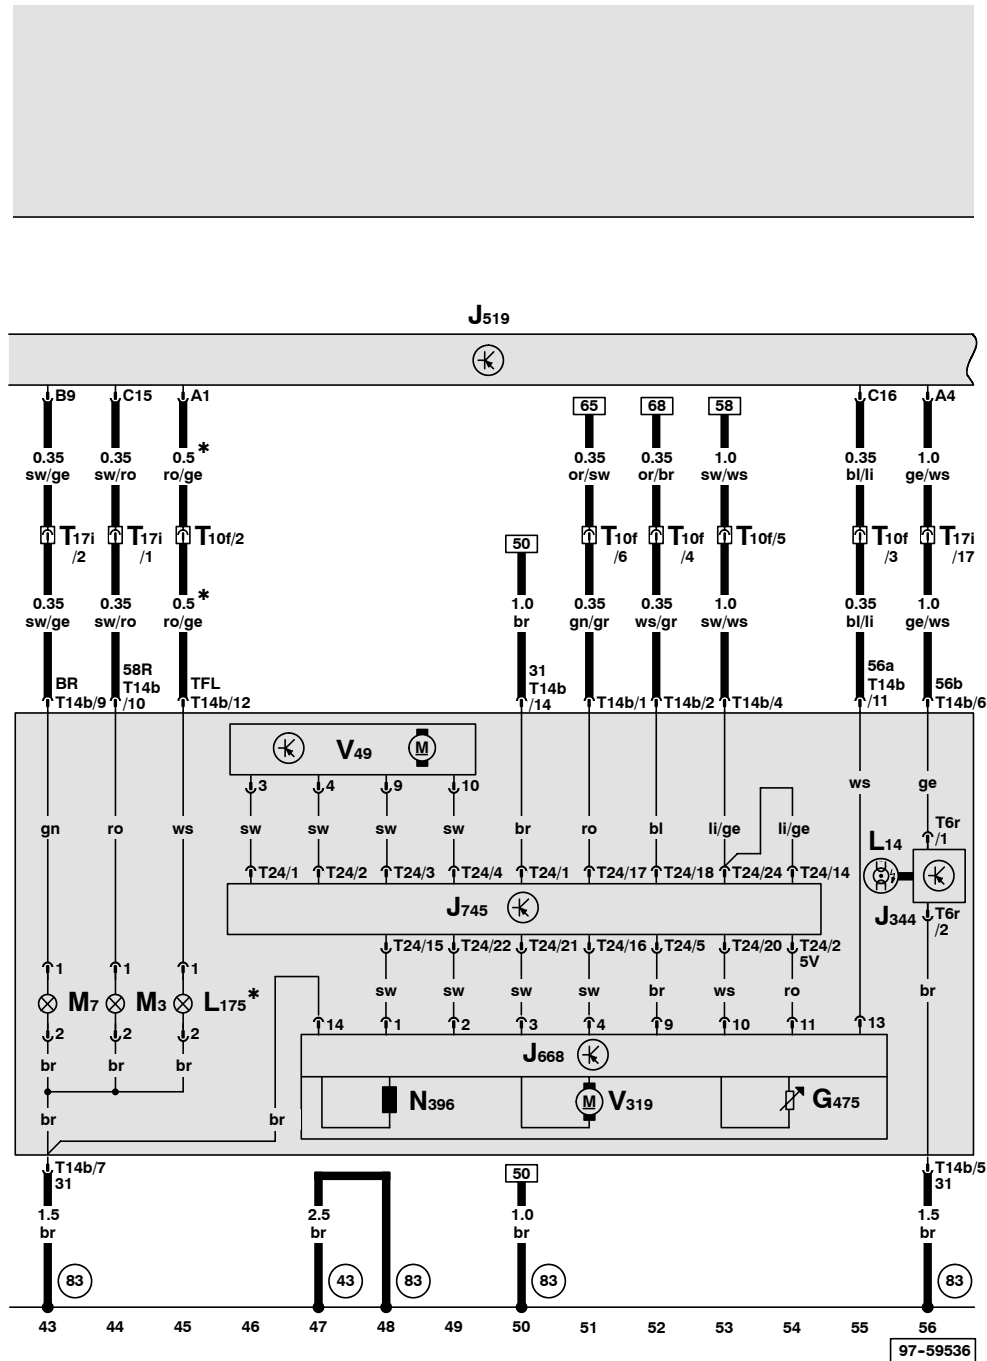 J519
B9 C15 A1 C16 A4
65 68 58
0.35 0.35 0.5 * 0.35 0.35 1.0 0.35 1.0
sw/ge sw/ro ro/ge or/sw or/br sw/ws bl/li ge/ws
T17i T17i T10f/2 T10f T10f T10f/5 T10f T17i
/2 /1 /6 /4 /3 /17
50
0.35 0.35 0.5 * 1.0 0.35 0.35 1.0 0.35 1.0
sw/ge sw/ro ro/ge br gn/gr ws/gr sw/ws bl/li ge/ws
BR 58R TFL 31 56a 56b
T14b/9 T14b T14b/12 T14b T14b/1 T14b/2 T14b/4 T14b T14b/6
/10 /14 /11
V49 M
3 4 9 10
ws ge
gn ro ws sw sw sw sw br ro bl li/ge li/ge
T6r
/1
L14
T24/1 T24/2 T24/3 T24/4 T24/1 T24/17 T24/18 T24/24 T24/14
J745
J344 T6r
/2
T24/15 T24/22 T24/21 T24/16 T24/5 T24/20 T24/2
5V
1 1 1
sw sw sw sw br ws ro br
M7 M3 L175*
14 1 2 3 4 9 10 11 13
2 2 2
J668
br br br
N396 M V319 G475
br br
T14b/7 T14b/5
31 50 31
1.5 2.5 1.0 1.5
br br br br
83 43 83 83 83
43 44 45 46 47 48 49 50 51 52 53 54 55 56
97-59536